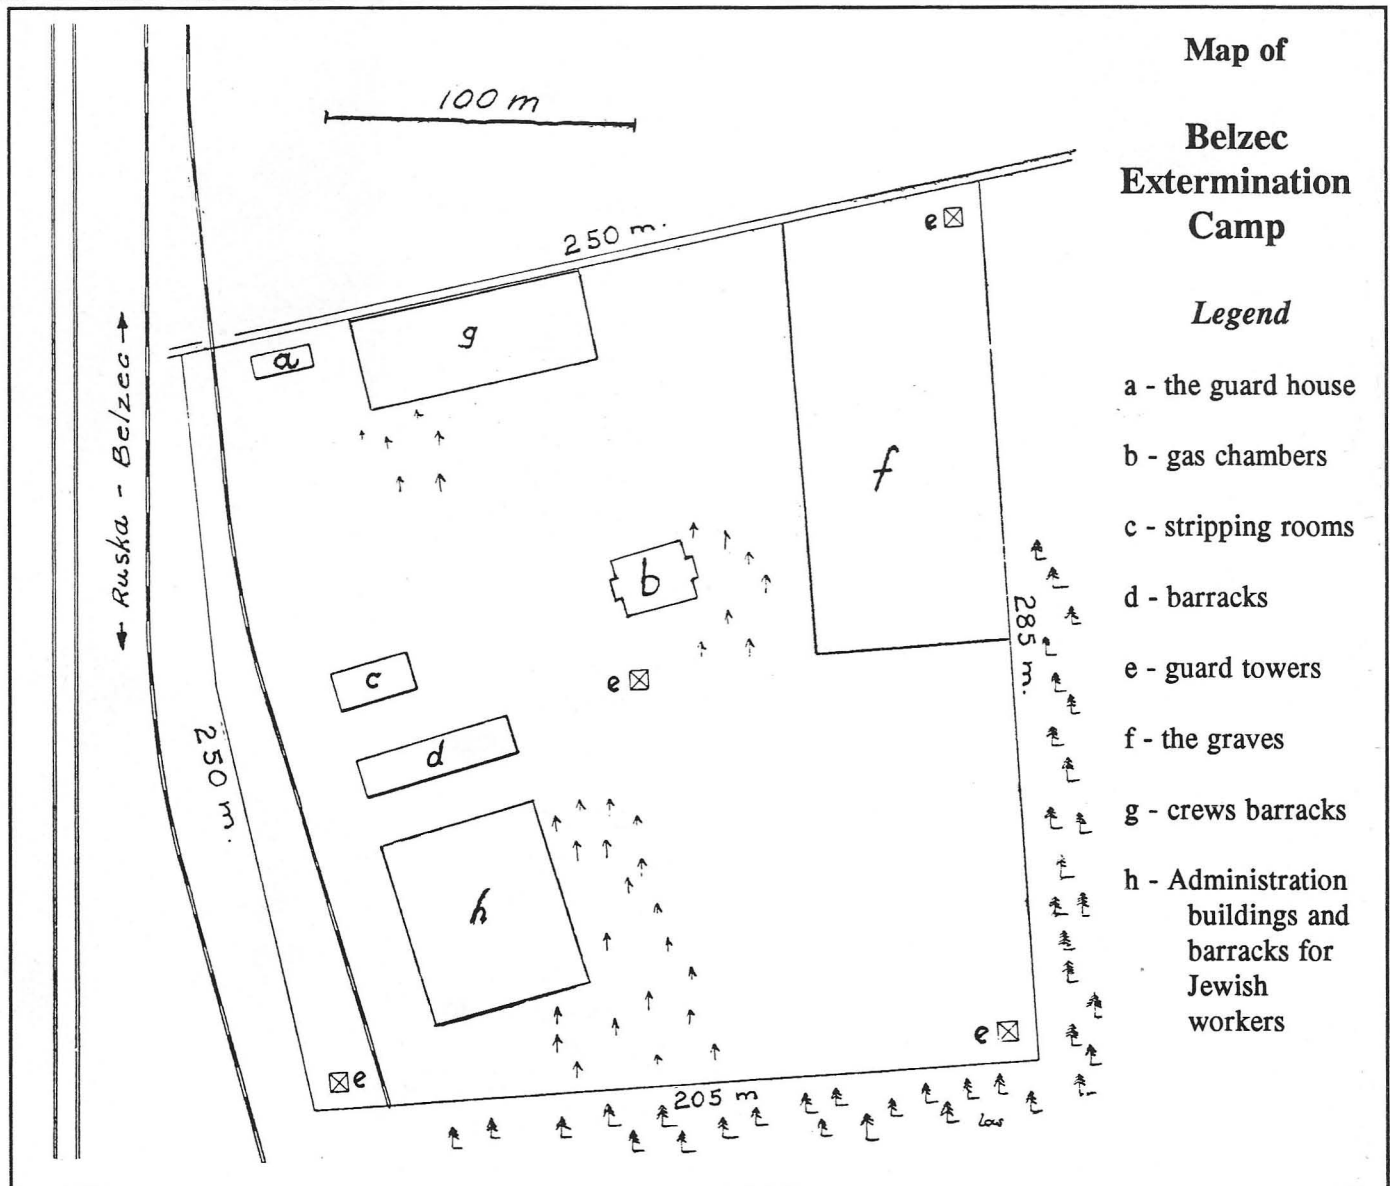 Map of
Belzec
Extermination
Camp
Legend
a - the guard house
b - gas chambers
c - stripping rooms
d - barracks
e - guard towers
f - the graves
g - crews barracks
h - Administration
buildings and
barracks for
Jewish
workers
100 m
250 m.
e
g
a
← Ruska - Belzec →
f
b
285 m.
c
e
d
250 m.
h
e
e
205 m